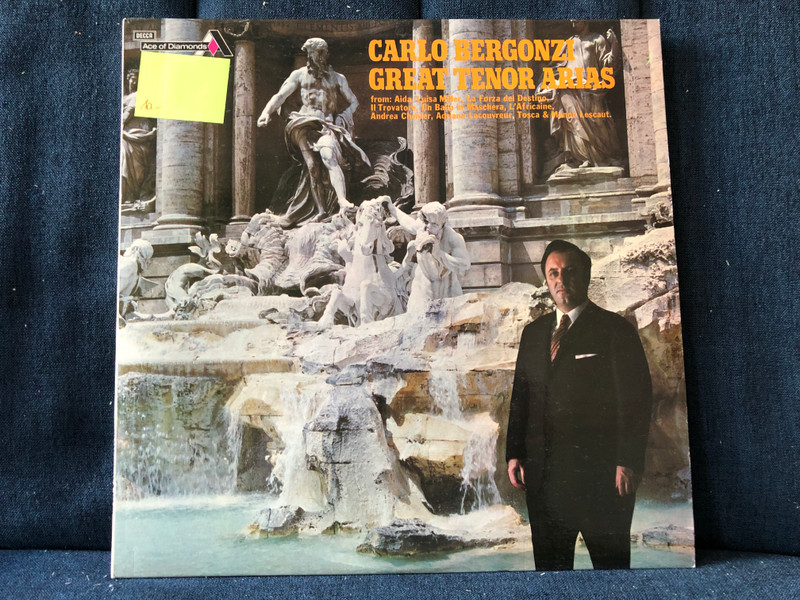 DECCA
Ace of Diamonds
CARLO BERGONZI
GREAT TENOR ARIAS
from: Aida, Luisa Miller, La Forza del Destino,
Il Trovatore, Un Ballo in Maschera, L'Africaine,
Andrea Chenier, Adriana Lecouvreur, Tosca & Manon Lescaut.